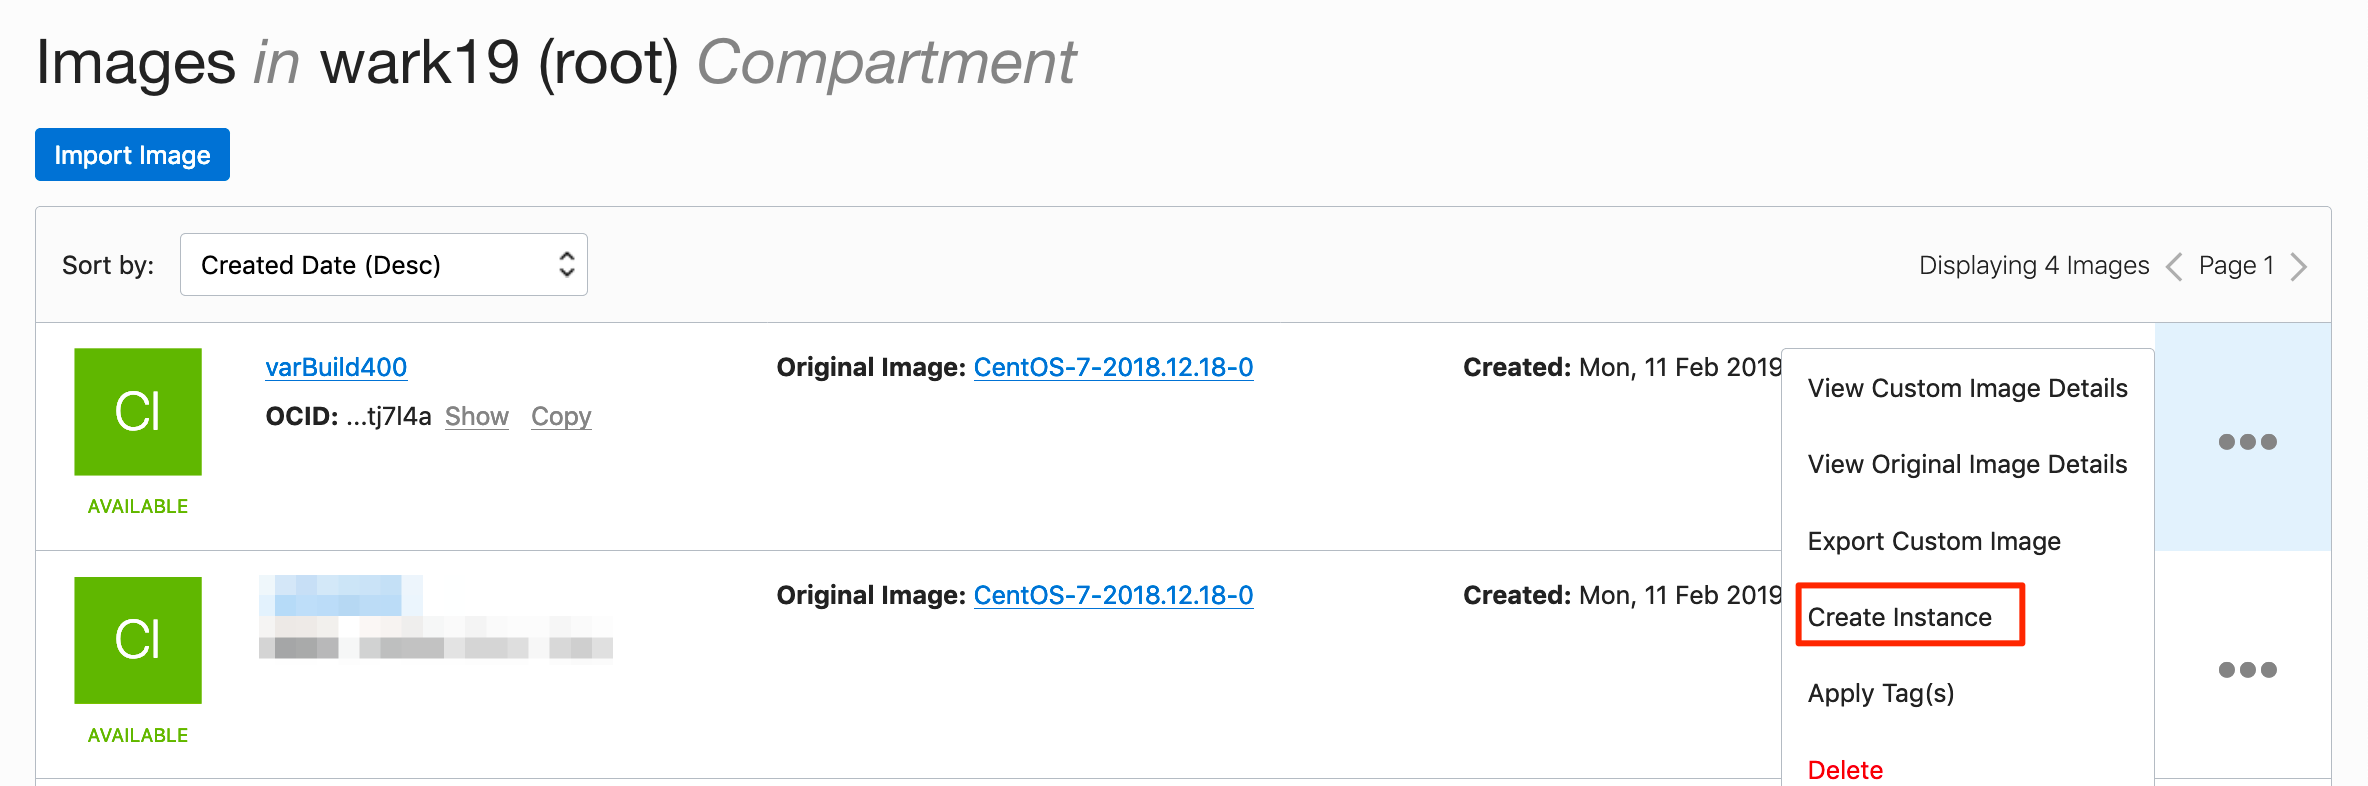 Images in wark19 (root) Compartment
Import Image
Sort by: Created Date (Desc) Displaying 4 Images Page 1
CI
AVAILABLE
varBuild400
OCID: ...tj7l4a Show Copy
Original Image: CentOS-7-2018.12.18-0
Created: Mon, 11 Feb 2019
CI
AVAILABLE
Original Image: CentOS-7-2018.12.18-0
Created: Mon, 11 Feb 2019
View Custom Image Details
View Original Image Details
Export Custom Image
Create Instance
Apply Tag(s)
Delete